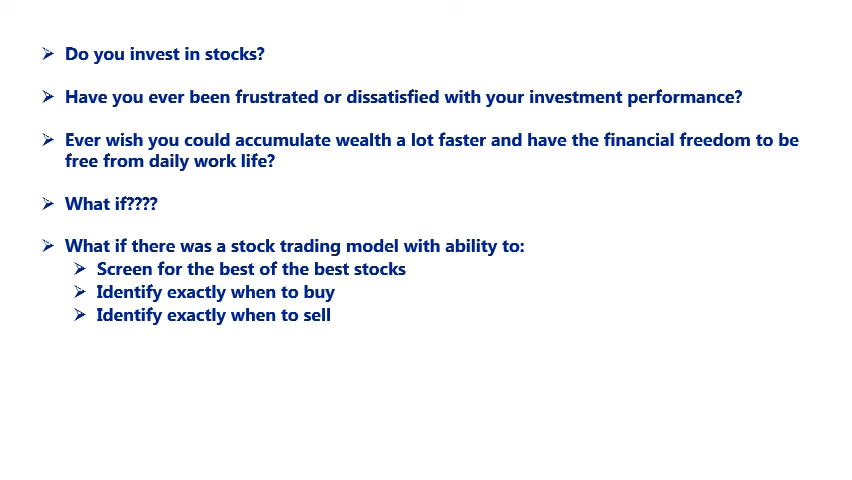 ➢ Do you invest in stocks?
➢ Have you ever been frustrated or dissatisfied with your investment performance?
➢ Ever wish you could accumulate wealth a lot faster and have the financial freedom to be
free from daily work life?
➢ What if????
➢ What if there was a stock trading model with ability to:
➢ Screen for the best of the best stocks
➢ Identify exactly when to buy
➢ Identify exactly when to sell